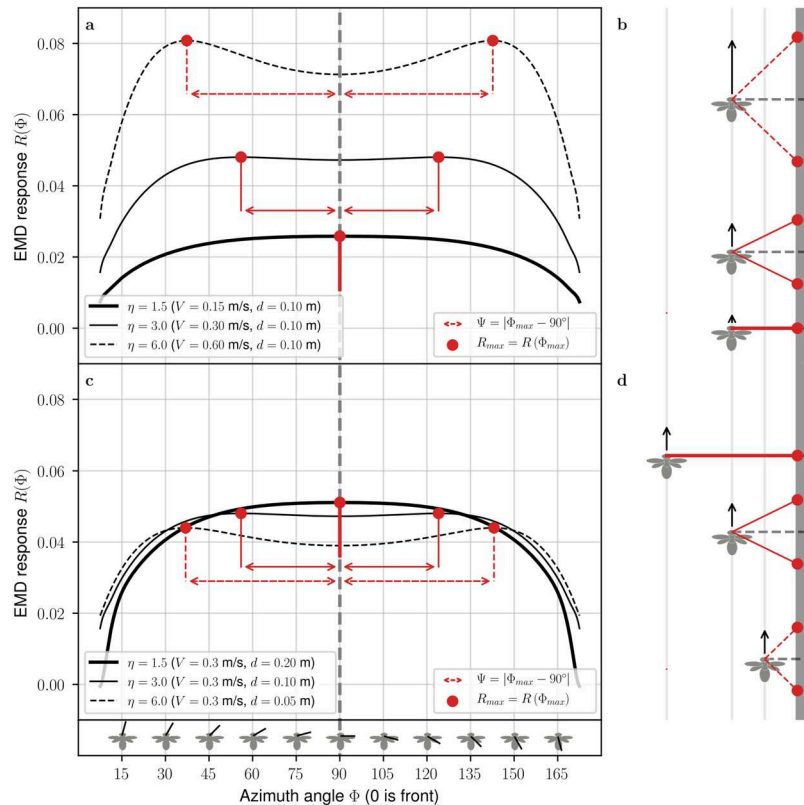 a
b
0.08
0.06
0.04
0.02
0.00
EMD response R(Φ)
η = 1.5 (V = 0.15 m/s, d = 0.10 m)
η = 3.0 (V = 0.30 m/s, d = 0.10 m)
η = 6.0 (V = 0.60 m/s, d = 0.10 m)
Ψ = |Φmax − 90°|
Rmax = R (Φmax)
c
d
0.08
0.06
0.04
0.02
0.00
EMD response R(Φ)
η = 1.5 (V = 0.3 m/s, d = 0.20 m)
η = 3.0 (V = 0.3 m/s, d = 0.10 m)
η = 6.0 (V = 0.3 m/s, d = 0.05 m)
Ψ = |Φmax − 90°|
Rmax = R (Φmax)
15 30 45 60 75 90 105 120 135 150 165
Azimuth angle Φ (0 is front)